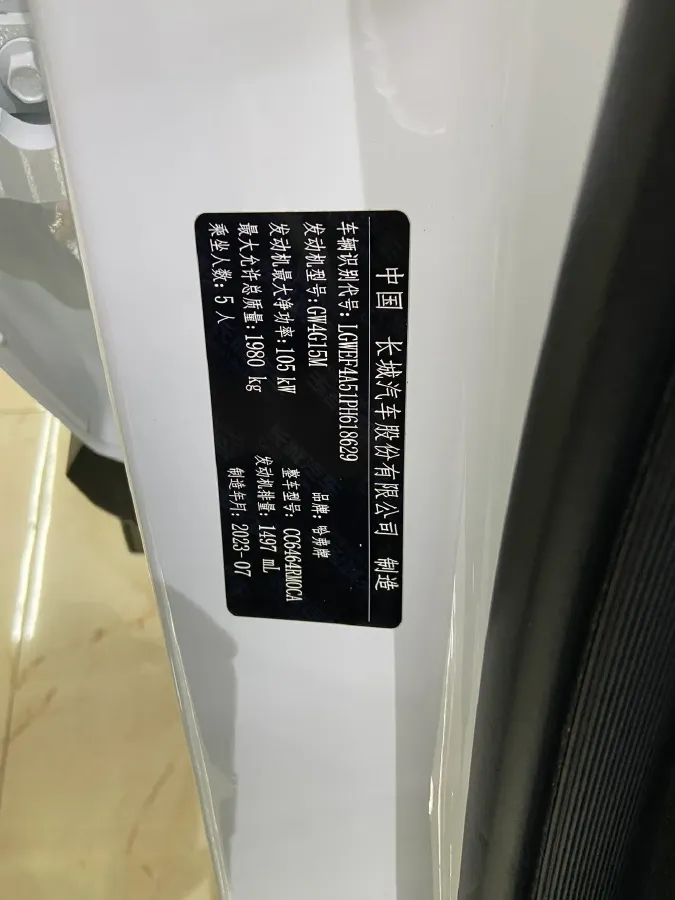 中国 长城汽车股份有限公司 制造
车辆识别代号: LGWEF4A51PH618629
发动机型号: GW4G15M 品牌: 哈弗牌
发动机最大净功率: 105 kW 整车型号: CC6464RM0CA
最大允许总质量: 1980 kg 发动机排量: 1497 mL
乘坐人数: 5 人 制造年月: 2023-07